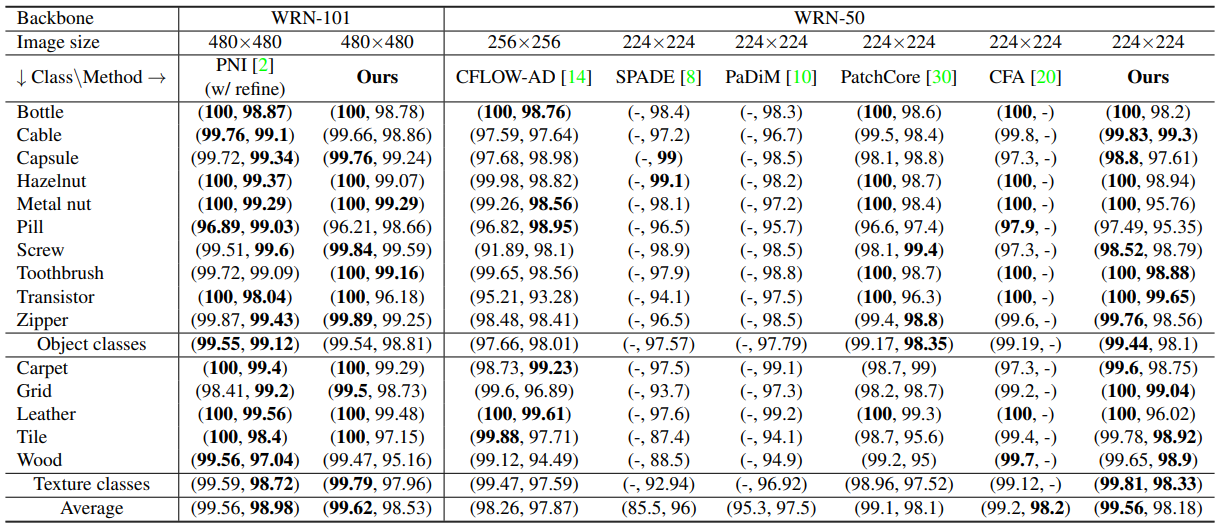 Backbone WRN-101 WRN-50
Image size 480×480 480×480 256×256 224×224 224×224 224×224 224×224 224×224
↓ Class\Method → PNI [2] (w/ refine) Ours CFLOW-AD [14] SPADE [8] PaDiM [10] PatchCore [30] CFA [20] Ours
Bottle (100, 98.87) (100, 98.78) (100, 98.76) (-, 98.4) (-, 98.3) (100, 98.6) (100, -) (100, 98.2)
Cable (99.76, 99.1) (99.66, 98.86) (97.59, 97.64) (-, 97.2) (-, 96.7) (99.5, 98.4) (99.8, -) (99.83, 99.3)
Capsule (99.72, 99.34) (99.76, 99.24) (97.68, 98.98) (-, 99) (-, 98.5) (98.1, 98.8) (97.3, -) (98.8, 97.61)
Hazelnut (100, 99.37) (100, 99.07) (99.98, 98.82) (-, 99.1) (-, 98.2) (100, 98.7) (100, -) (100, 98.94)
Metal nut (100, 99.29) (100, 99.29) (99.26, 98.56) (-, 98.1) (-, 97.2) (100, 98.4) (100, -) (100, 95.76)
Pill (96.89, 99.03) (96.21, 98.66) (96.82, 98.95) (-, 96.5) (-, 95.7) (96.6, 97.4) (97.9, -) (97.49, 95.35)
Screw (99.51, 99.6) (99.84, 99.59) (91.89, 98.1) (-, 98.9) (-, 98.5) (98.1, 99.4) (97.3, -) (98.52, 98.79)
Toothbrush (99.72, 99.09) (100, 99.16) (99.65, 98.56) (-, 97.9) (-, 98.8) (100, 98.7) (100, -) (100, 98.88)
Transistor (100, 98.04) (100, 96.18) (95.21, 93.28) (-, 94.1) (-, 97.5) (100, 96.3) (100, -) (100, 99.65)
Zipper (99.87, 99.43) (99.89, 99.25) (98.48, 98.41) (-, 96.5) (-, 98.5) (99.4, 98.8) (99.6, -) (99.76, 98.56)
Object classes (99.55, 99.12) (99.54, 98.81) (97.66, 98.01) (-, 97.57) (-, 97.79) (99.17, 98.35) (99.19, -) (99.44, 98.1)
Carpet (100, 99.4) (100, 99.29) (98.73, 99.23) (-, 97.5) (-, 99.1) (98.7, 99) (97.3, -) (99.6, 98.75)
Grid (98.41, 99.2) (99.5, 98.73) (99.6, 96.89) (-, 93.7) (-, 97.3) (98.2, 98.7) (99.2, -) (100, 99.04)
Leather (100, 99.56) (100, 99.48) (100, 99.61) (-, 97.6) (-, 99.2) (100, 99.3) (100, -) (100, 96.02)
Tile (100, 98.4) (100, 97.15) (99.88, 97.71) (-, 87.4) (-, 94.1) (98.7, 95.6) (99.4, -) (99.78, 98.92)
Wood (99.56, 97.04) (99.47, 95.16) (99.12, 94.49) (-, 88.5) (-, 94.9) (99.2, 95) (99.7, -) (99.65, 98.9)
Texture classes (99.59, 98.72) (99.79, 97.96) (99.47, 97.59) (-, 92.94) (-, 96.92) (98.96, 97.52) (99.12, -) (99.81, 98.33)
Average (99.56, 98.98) (99.62, 98.53) (98.26, 97.87) (85.5, 96) (95.3, 97.5) (99.1, 98.1) (99.2, 98.2) (99.56, 98.18)